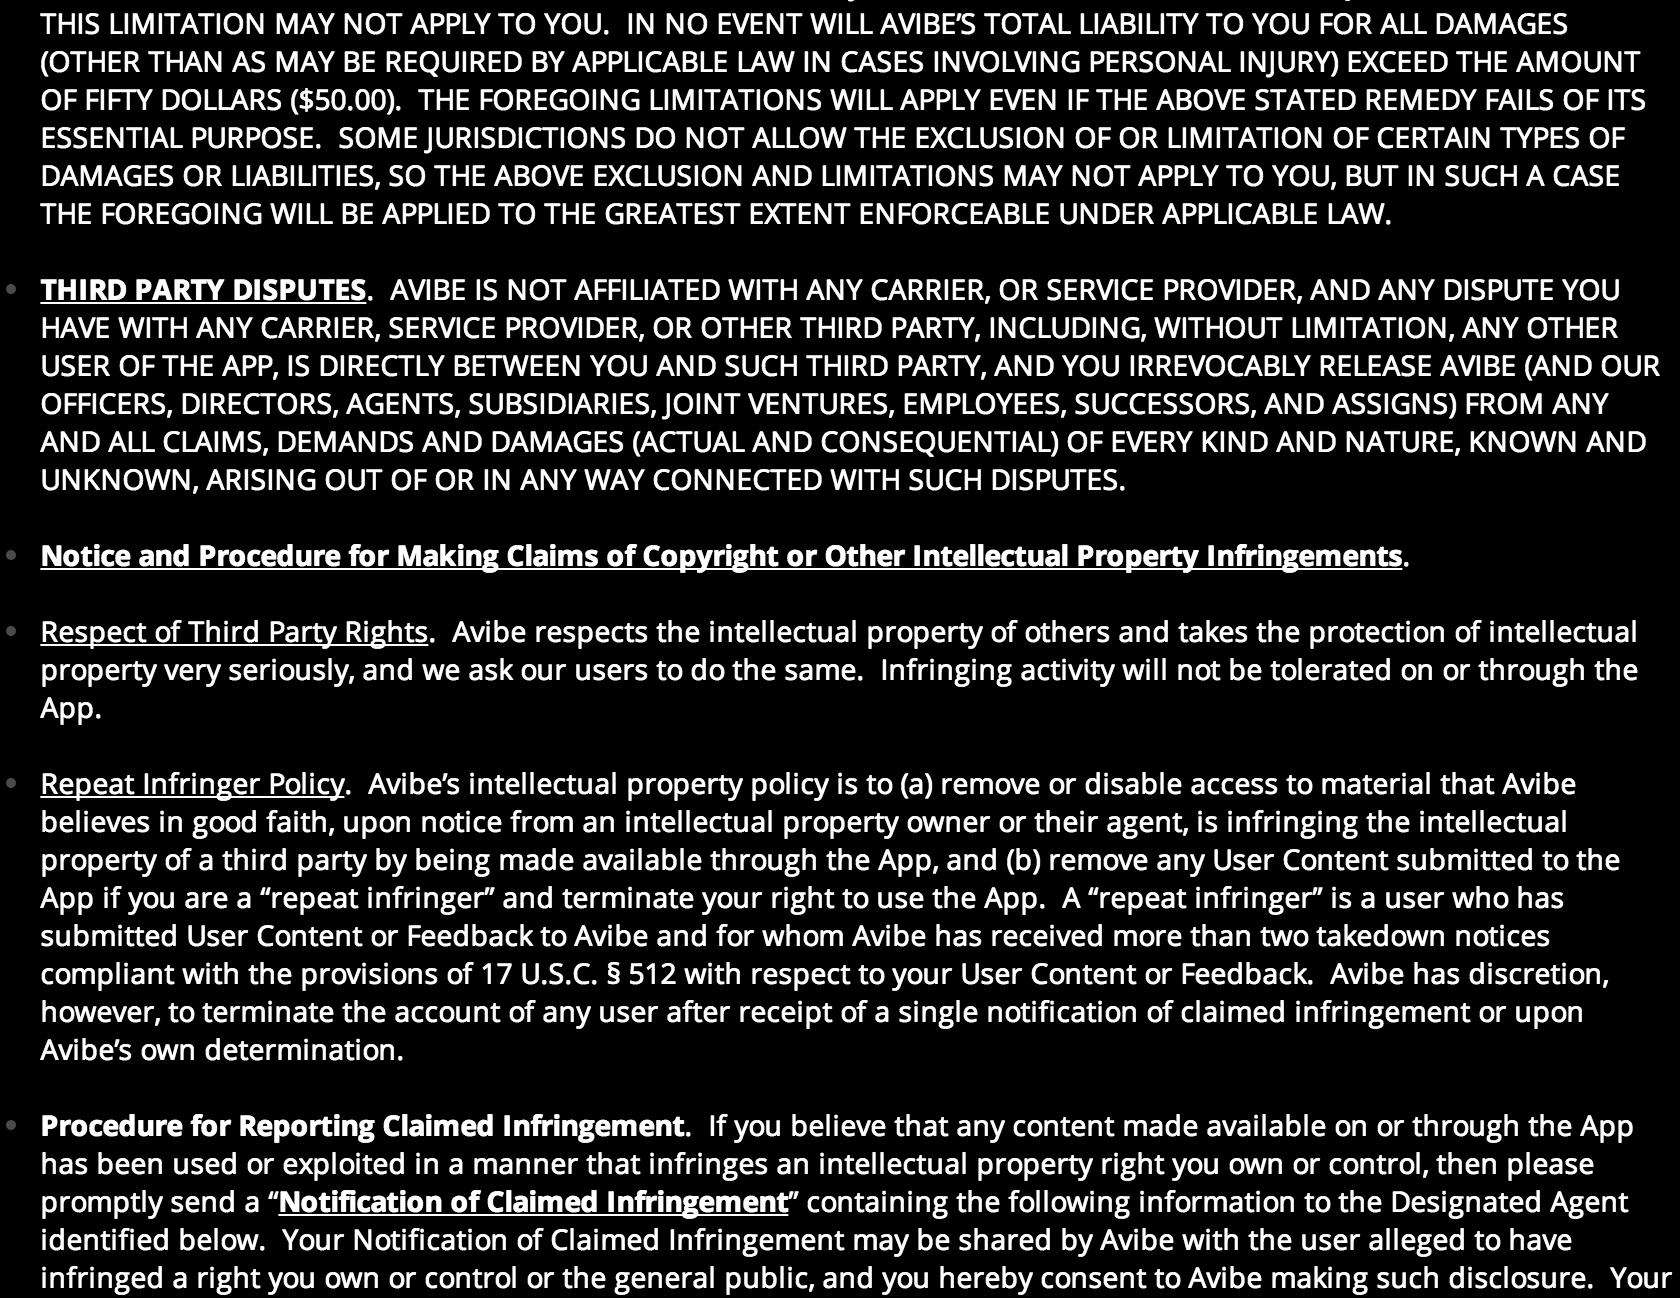 THIS LIMITATION MAY NOT APPLY TO YOU.  IN NO EVENT WILL AVIBE’S TOTAL LIABILITY TO YOU FOR ALL DAMAGES
(OTHER THAN AS MAY BE REQUIRED BY APPLICABLE LAW IN CASES INVOLVING PERSONAL INJURY) EXCEED THE AMOUNT
OF FIFTY DOLLARS ($50.00).  THE FOREGOING LIMITATIONS WILL APPLY EVEN IF THE ABOVE STATED REMEDY FAILS OF ITS
ESSENTIAL PURPOSE.  SOME JURISDICTIONS DO NOT ALLOW THE EXCLUSION OF OR LIMITATION OF CERTAIN TYPES OF
DAMAGES OR LIABILITIES, SO THE ABOVE EXCLUSION AND LIMITATIONS MAY NOT APPLY TO YOU, BUT IN SUCH A CASE
THE FOREGOING WILL BE APPLIED TO THE GREATEST EXTENT ENFORCEABLE UNDER APPLICABLE LAW.
• THIRD PARTY DISPUTES.  AVIBE IS NOT AFFILIATED WITH ANY CARRIER, OR SERVICE PROVIDER, AND ANY DISPUTE YOU
HAVE WITH ANY CARRIER, SERVICE PROVIDER, OR OTHER THIRD PARTY, INCLUDING, WITHOUT LIMITATION, ANY OTHER
USER OF THE APP, IS DIRECTLY BETWEEN YOU AND SUCH THIRD PARTY, AND YOU IRREVOCABLY RELEASE AVIBE (AND OUR
OFFICERS, DIRECTORS, AGENTS, SUBSIDIARIES, JOINT VENTURES, EMPLOYEES, SUCCESSORS, AND ASSIGNS) FROM ANY
AND ALL CLAIMS, DEMANDS AND DAMAGES (ACTUAL AND CONSEQUENTIAL) OF EVERY KIND AND NATURE, KNOWN AND
UNKNOWN, ARISING OUT OF OR IN ANY WAY CONNECTED WITH SUCH DISPUTES.
• Notice and Procedure for Making Claims of Copyright or Other Intellectual Property Infringements.
• Respect of Third Party Rights.  Avibe respects the intellectual property of others and takes the protection of intellectual
property very seriously, and we ask our users to do the same.  Infringing activity will not be tolerated on or through the
App.
• Repeat Infringer Policy.  Avibe’s intellectual property policy is to (a) remove or disable access to material that Avibe
believes in good faith, upon notice from an intellectual property owner or their agent, is infringing the intellectual
property of a third party by being made available through the App, and (b) remove any User Content submitted to the
App if you are a “repeat infringer” and terminate your right to use the App.  A “repeat infringer” is a user who has
submitted User Content or Feedback to Avibe and for whom Avibe has received more than two takedown notices
compliant with the provisions of 17 U.S.C. § 512 with respect to your User Content or Feedback.  Avibe has discretion,
however, to terminate the account of any user after receipt of a single notification of claimed infringement or upon
Avibe’s own determination.
• Procedure for Reporting Claimed Infringement.  If you believe that any content made available on or through the App
has been used or exploited in a manner that infringes an intellectual property right you own or control, then please
promptly send a “Notification of Claimed Infringement” containing the following information to the Designated Agent
identified below.  Your Notification of Claimed Infringement may be shared by Avibe with the user alleged to have
infringed a right you own or control or the general public, and you hereby consent to Avibe making such disclosure.  Your